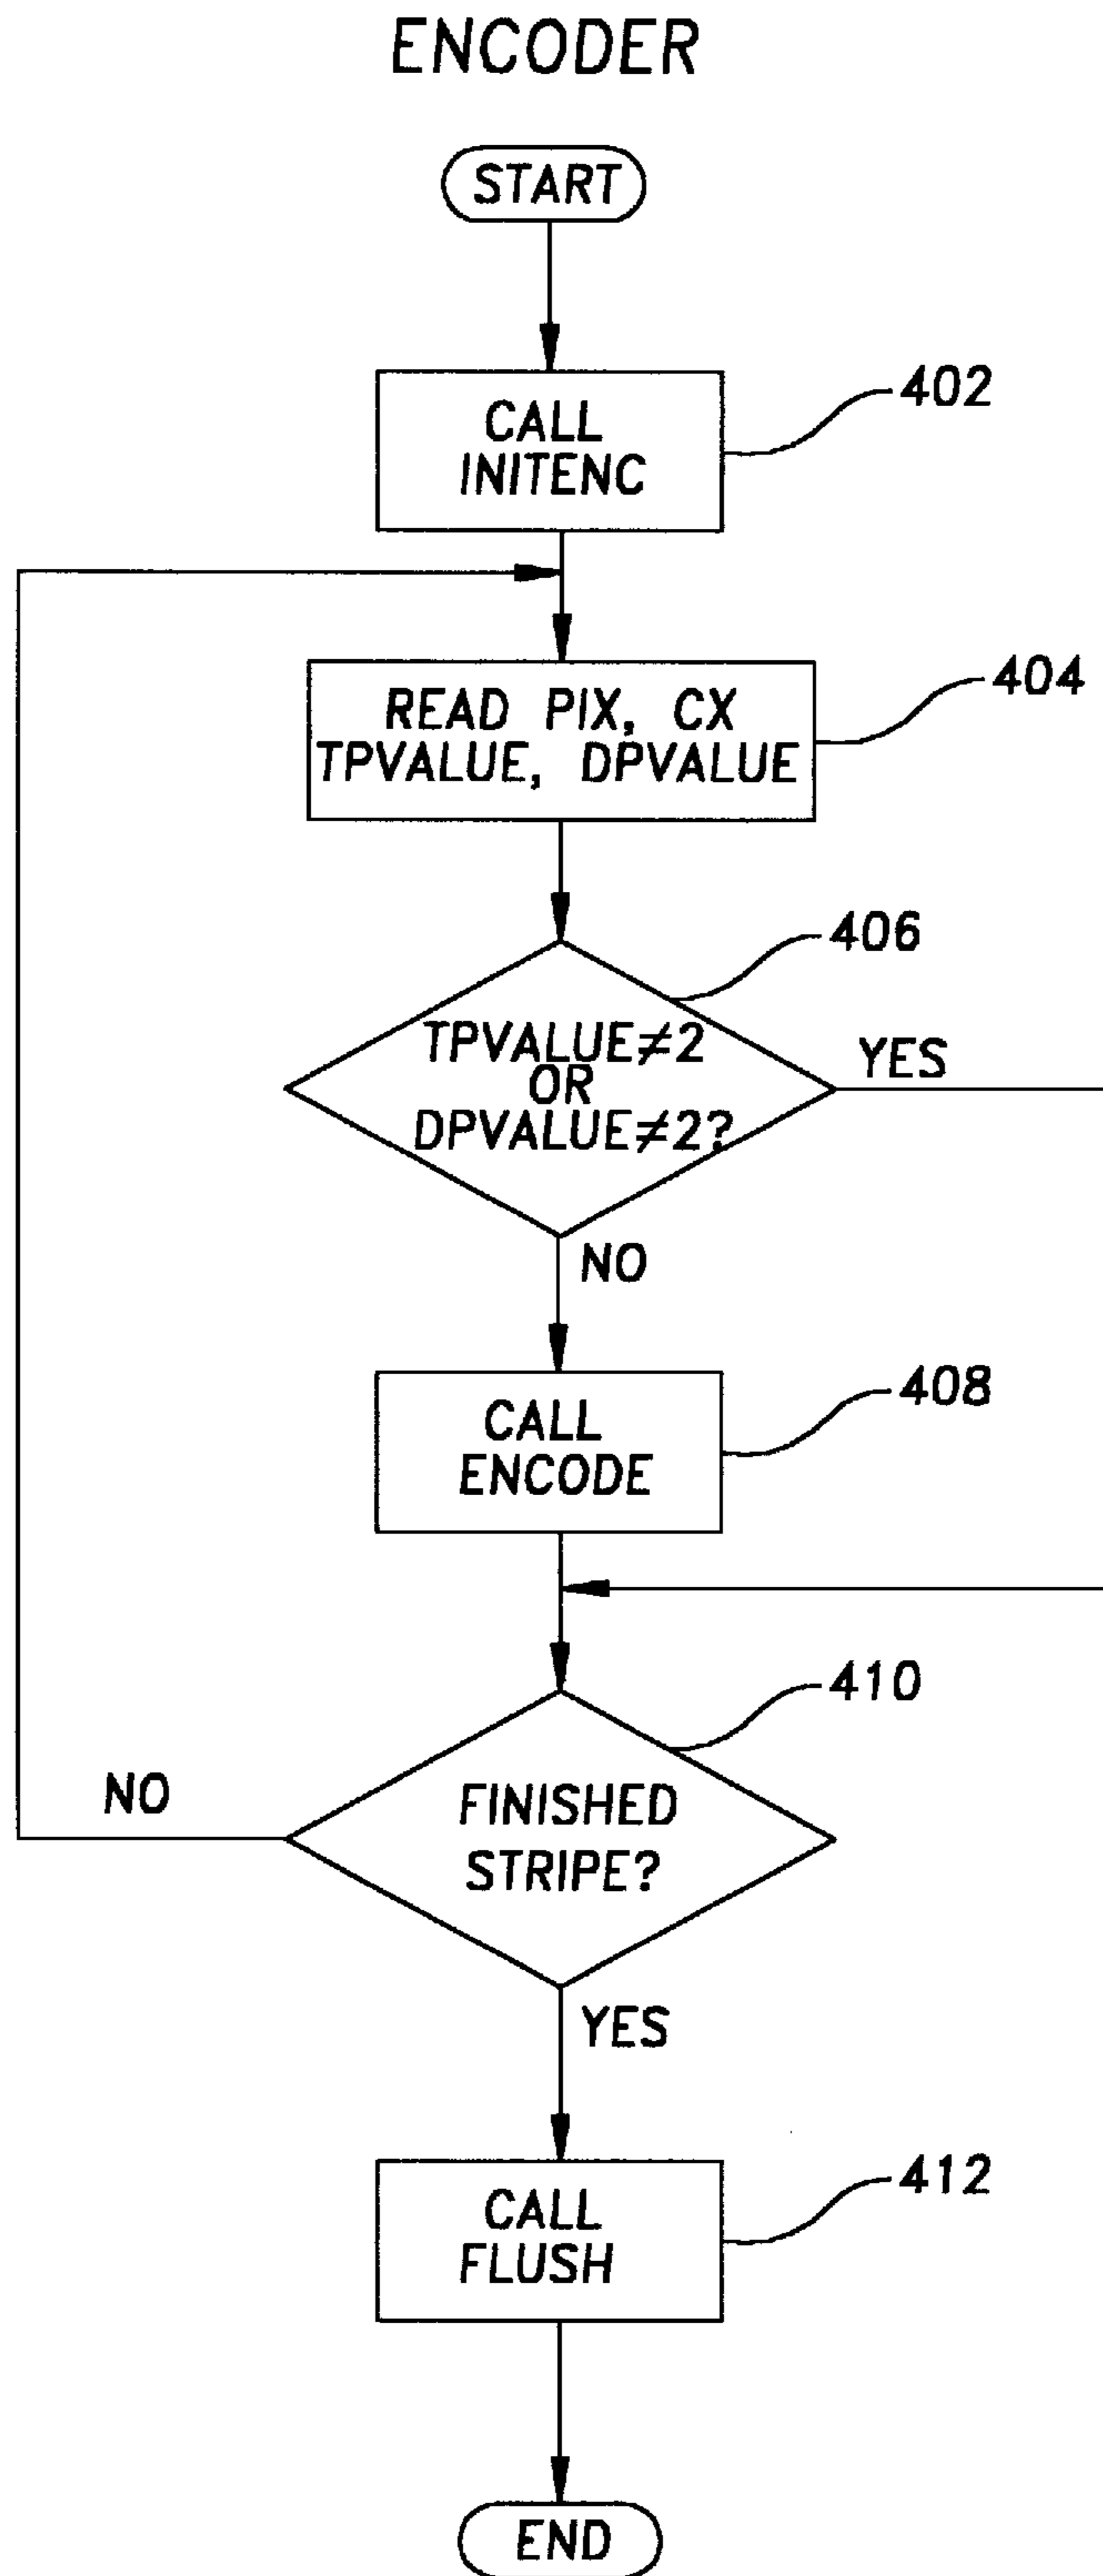 ENCODER
START
CALL
INITENC
402
READ PIX, CX
TPVALUE, DPVALUE
404
406
TPVALUE≠2
OR
DPVALUE≠2?
YES
NO
CALL
ENCODE
408
410
FINISHED
STRIPE?
NO
YES
CALL
FLUSH
412
END